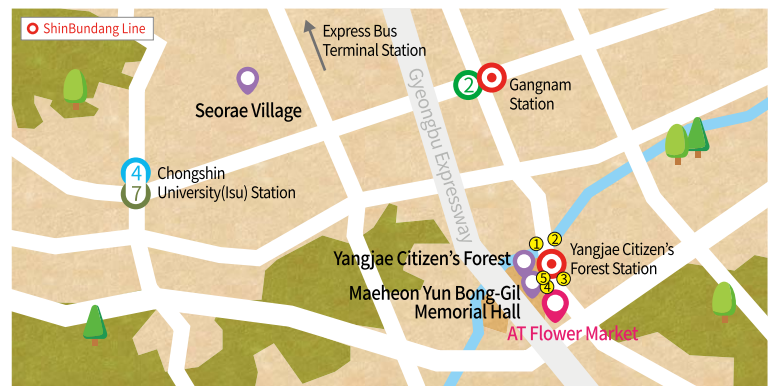 ShinBundang Line
Express Bus
Terminal Station
Gyeongbu Expressway
2
Gangnam
Station
Seorae Village
4
7
Chongshin
University(Isu) Station
1
2
Yangjae Citizen's Forest
Yangjae Citizen's
Forest Station
5
3
4
Maeheon Yun Bong-Gil
Memorial Hall
AT Flower Market